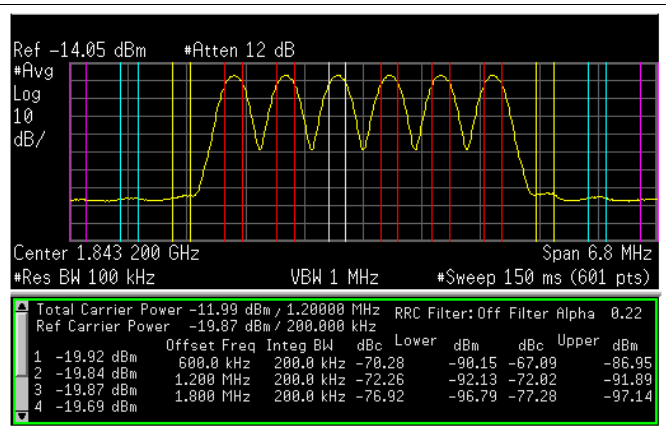 Ref -14.05 dBm #Atten 12 dB
#Avg
Log
10
dB/
Center 1.843 200 GHz Span 6.8 MHz
#Res BW 100 kHz VBW 1 MHz #Sweep 150 ms (601 pts)
Total Carrier Power -11.99 dBm/ 1.20000 MHz RRC Filter: Off Filter Alpha 0.22
Ref Carrier Power -19.87 dBm/ 200.000 kHz
Offset Freq Integ BW dBc Lower dBm dBc Upper dBm
1 -19.92 dBm 600.0 kHz 200.0 kHz -70.28 -90.15 -67.09 -86.95
2 -19.84 dBm 1.200 MHz 200.0 kHz -72.26 -92.13 -72.02 -91.89
3 -19.87 dBm 1.800 MHz 200.0 kHz -76.92 -96.79 -77.28 -97.14
4 -19.69 dBm